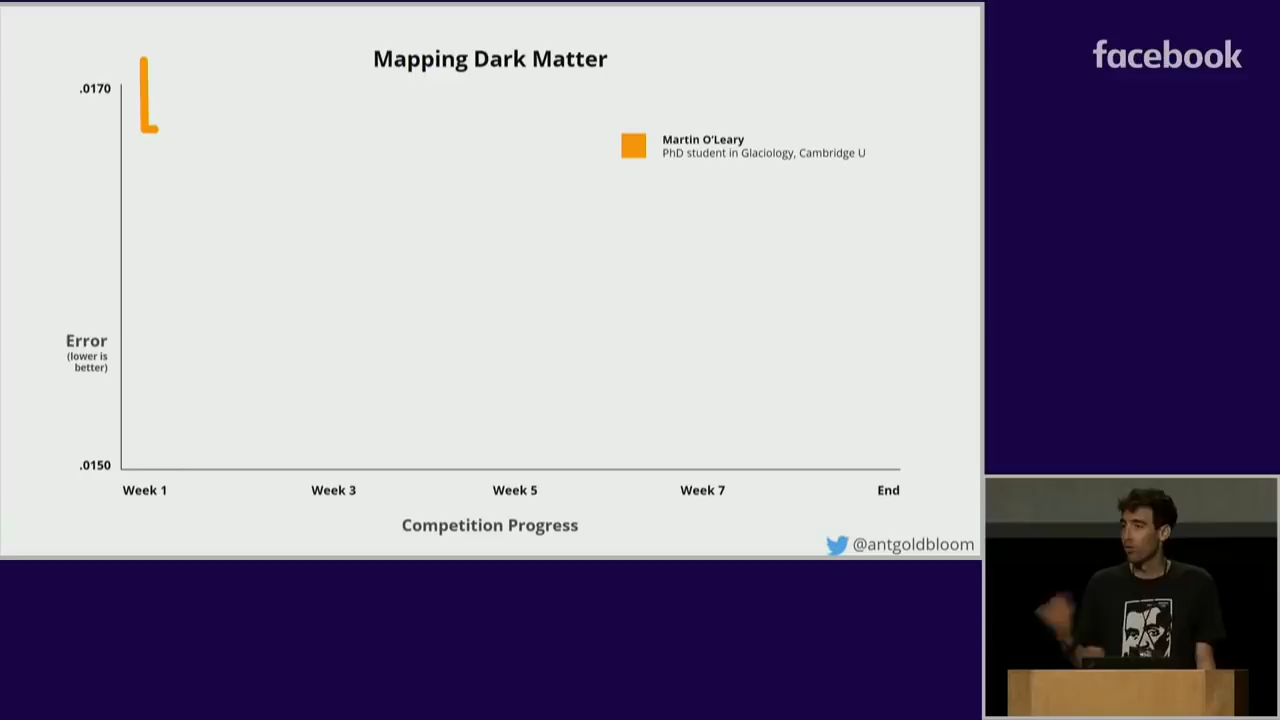 Mapping Dark Matter
facebook
.0170
Martin O'Leary
PhD student in Glaciology, Cambridge U
Error
(lower is
better)
.0150
Week 1
Week 3
Week 5
Week 7
End
Competition Progress
@antgoldbloom